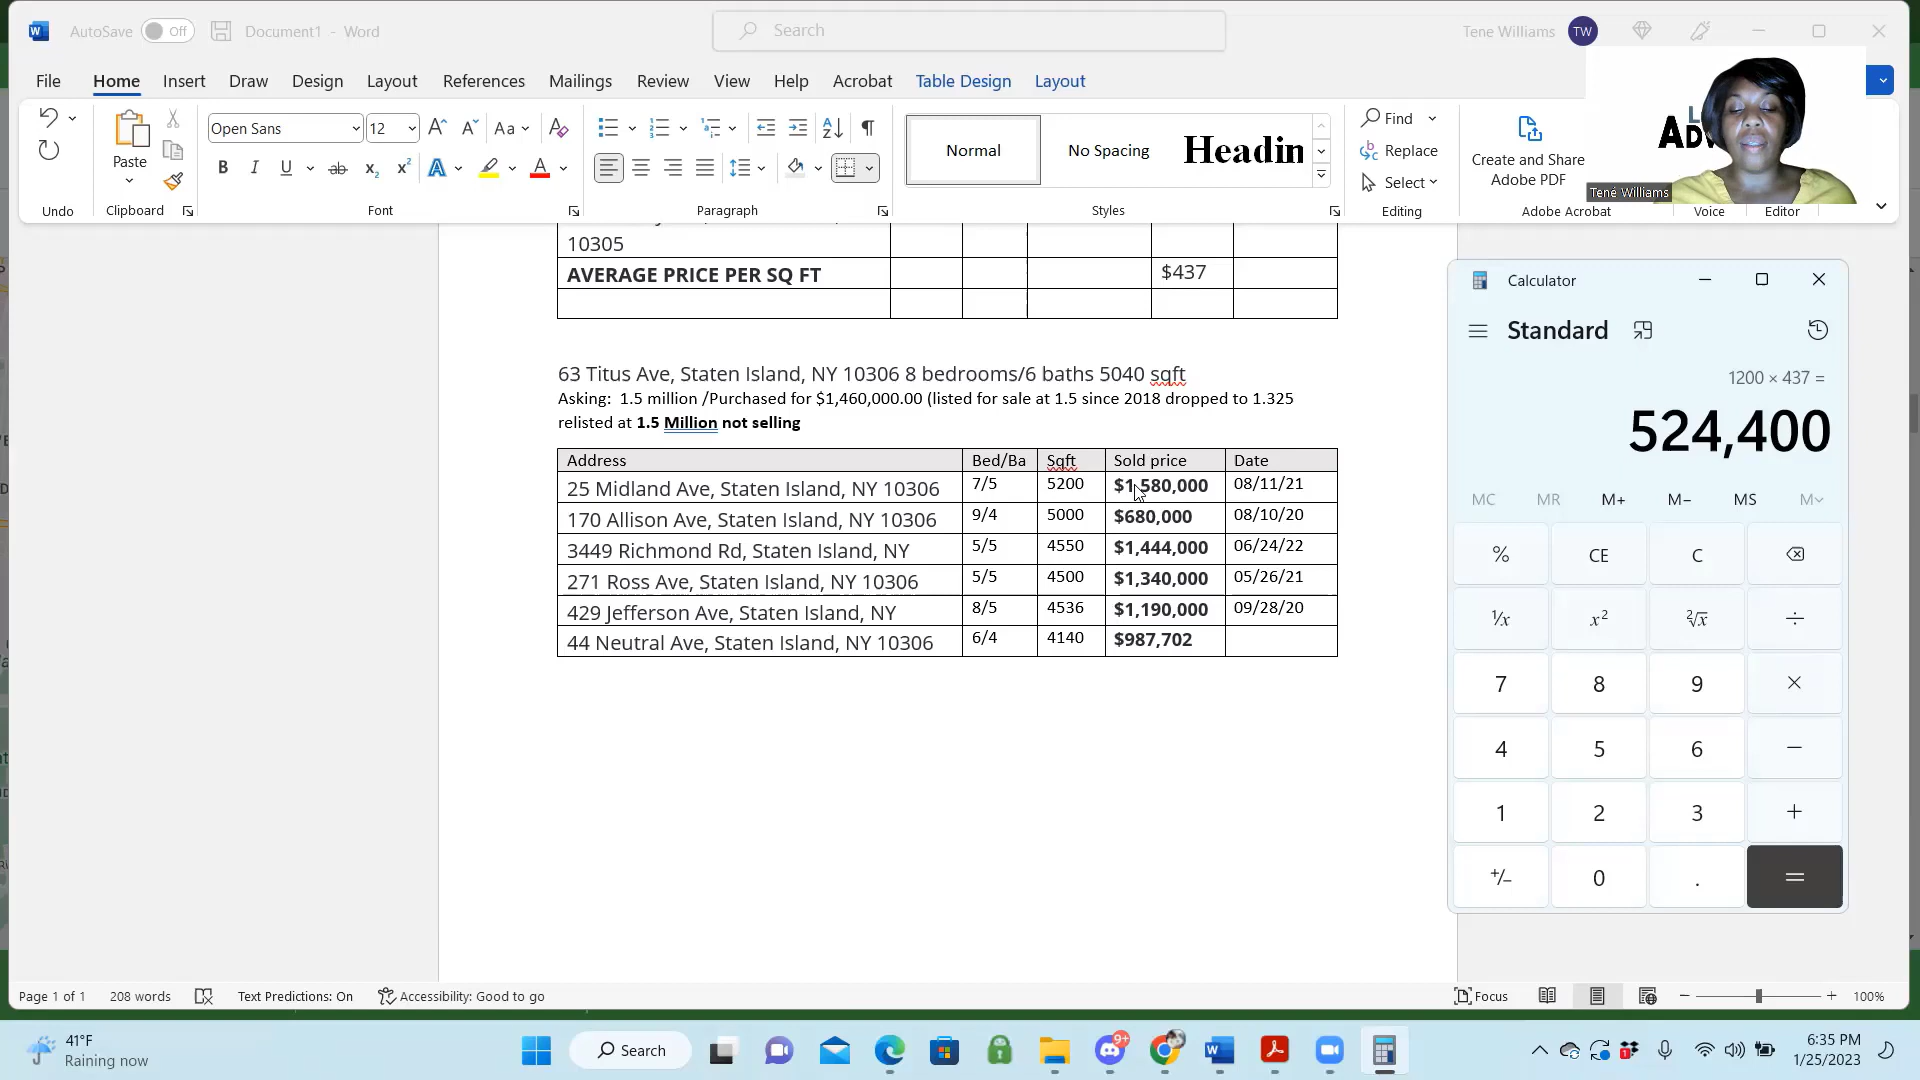 AutoSave Off Document1 - Word Search Tene Williams TW
File Home Insert Draw Design Layout References Mailings Review View Help Acrobat Table Design Layout
Open Sans 12 Aa
Paste
B I U ab x₂ x² A A
Normal No Spacing Headin
Find
Replace
Select
Create and Share
Adobe PDF
Tené Williams
Undo Clipboard Font Paragraph Styles Editing Adobe Acrobat Voice Editor
10305
AVERAGE PRICE PER SQ FT $437
63 Titus Ave, Staten Island, NY 10306 8 bedrooms/6 baths 5040 sqft
Asking: 1.5 million /Purchased for $1,460,000.00 (listed for sale at 1.5 since 2018 dropped to 1.325
relisted at 1.5 Million not selling
Address Bed/Ba Sqft Sold price Date
25 Midland Ave, Staten Island, NY 10306 7/5 5200 $1,580,000 08/11/21
170 Allison Ave, Staten Island, NY 10306 9/4 5000 $680,000 08/10/20
3449 Richmond Rd, Staten Island, NY 5/5 4550 $1,444,000 06/24/22
271 Ross Ave, Staten Island, NY 10306 5/5 4500 $1,340,000 05/26/21
429 Jefferson Ave, Staten Island, NY 8/5 4536 $1,190,000 09/28/20
44 Neutral Ave, Staten Island, NY 10306 6/4 4140 $987,702
Calculator
Standard
1200 × 437 =
524,400
MC MR M+ M− MS M
% CE C
¹/x x² ²√x ÷
7 8 9 ×
4 5 6 −
1 2 3 +
+/− 0 . =
Page 1 of 1 208 words Text Predictions: On Accessibility: Good to go Focus 100%
41°F
Raining now
Search
9+
6:35 PM
1/25/2023